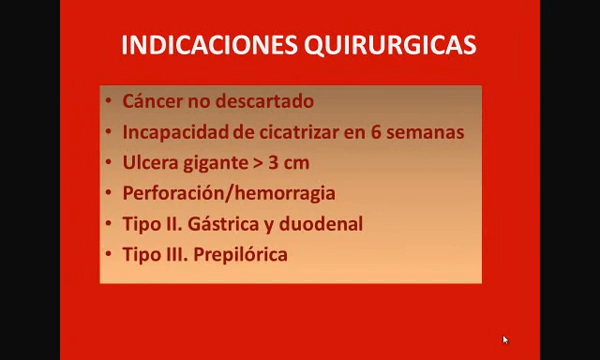 INDICACIONES QUIRURGICAS
• Cáncer no descartado
• Incapacidad de cicatrizar en 6 semanas
• Ulcera gigante > 3 cm
• Perforación/hemorragia
• Tipo II. Gástrica y duodenal
• Tipo III. Prepilórica